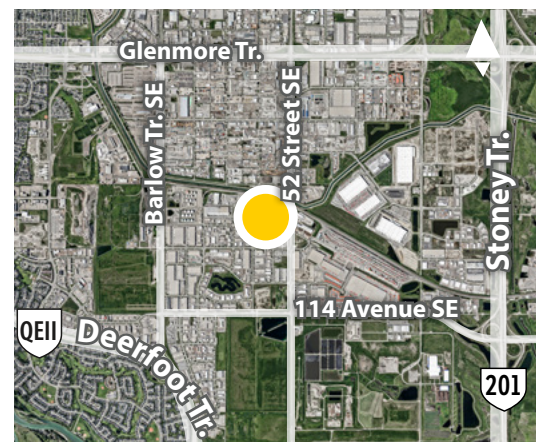 Glenmore Tr.
Barlow Tr. SE
52 Street SE
Stoney Tr.
114 Avenue SE
QEII
Deerfoot Tr.
201